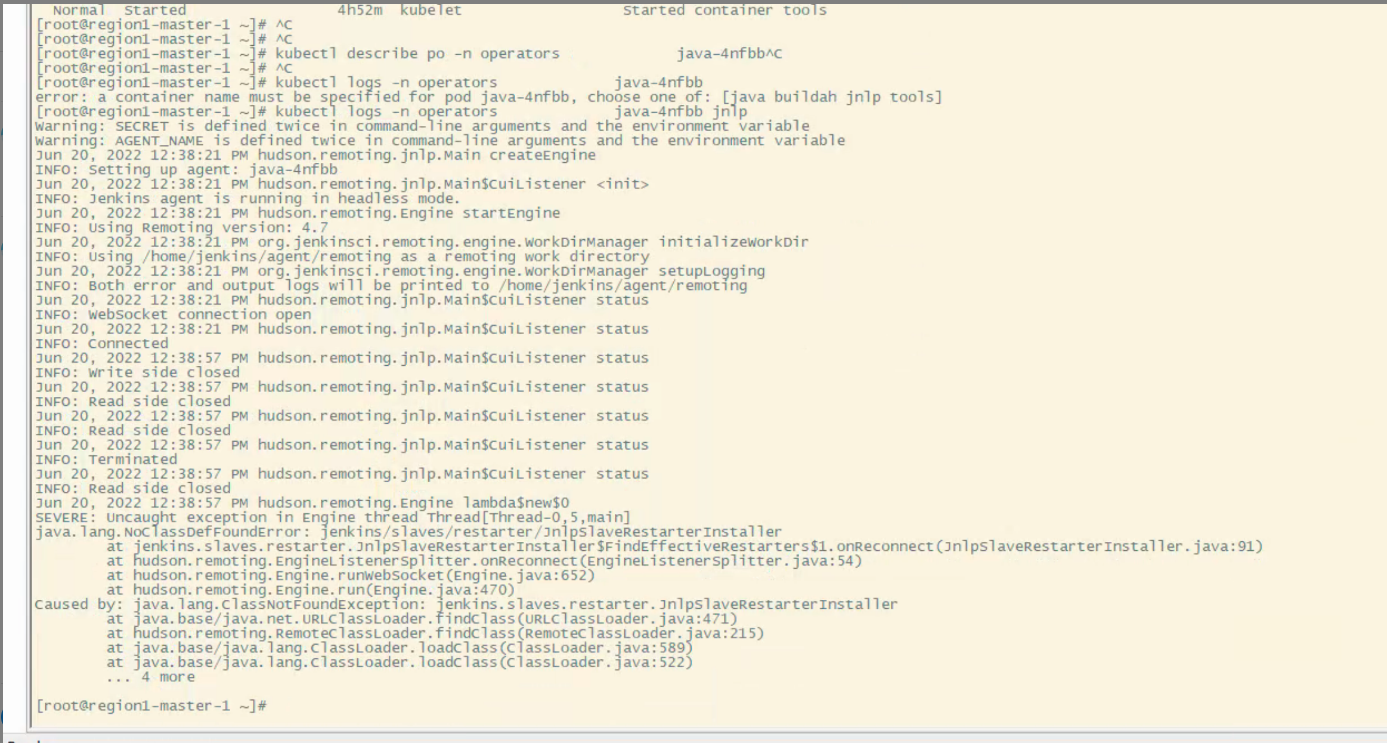 Normal  Started                 4h52m  kubelet                  Started container tools
[root@region1-master-1 ~]# ^C
[root@region1-master-1 ~]# ^C
[root@region1-master-1 ~]# kubectl describe po -n operators             java-4nfbb^C
[root@region1-master-1 ~]# ^C
[root@region1-master-1 ~]# kubectl logs -n operators             java-4nfbb
error: a container name must be specified for pod java-4nfbb, choose one of: [java buildah jnlp tools]
[root@region1-master-1 ~]# kubectl logs -n operators             java-4nfbb jnlp
Warning: SECRET is defined twice in command-line arguments and the environment variable
Warning: AGENT_NAME is defined twice in command-line arguments and the environment variable
Jun 20, 2022 12:38:21 PM hudson.remoting.jnlp.Main createEngine
INFO: Setting up agent: java-4nfbb
Jun 20, 2022 12:38:21 PM hudson.remoting.jnlp.Main$CuiListener <init>
INFO: Jenkins agent is running in headless mode.
Jun 20, 2022 12:38:21 PM hudson.remoting.Engine startEngine
INFO: Using Remoting version: 4.7
Jun 20, 2022 12:38:21 PM org.jenkinsci.remoting.engine.WorkDirManager initializeWorkDir
INFO: Using /home/jenkins/agent/remoting as a remoting work directory
Jun 20, 2022 12:38:21 PM org.jenkinsci.remoting.engine.WorkDirManager setupLogging
INFO: Both error and output logs will be printed to /home/jenkins/agent/remoting
Jun 20, 2022 12:38:21 PM hudson.remoting.jnlp.Main$CuiListener status
INFO: WebSocket connection open
Jun 20, 2022 12:38:21 PM hudson.remoting.jnlp.Main$CuiListener status
INFO: Connected
Jun 20, 2022 12:38:57 PM hudson.remoting.jnlp.Main$CuiListener status
INFO: Write side closed
Jun 20, 2022 12:38:57 PM hudson.remoting.jnlp.Main$CuiListener status
INFO: Read side closed
Jun 20, 2022 12:38:57 PM hudson.remoting.jnlp.Main$CuiListener status
INFO: Read side closed
Jun 20, 2022 12:38:57 PM hudson.remoting.jnlp.Main$CuiListener status
INFO: Terminated
Jun 20, 2022 12:38:57 PM hudson.remoting.jnlp.Main$CuiListener status
INFO: Read side closed
Jun 20, 2022 12:38:57 PM hudson.remoting.Engine lambda$new$0
SEVERE: Uncaught exception in Engine thread Thread[Thread-0,5,main]
java.lang.NoClassDefFoundError: jenkins/slaves/restarter/JnlpSlaveRestarterInstaller
        at jenkins.slaves.restarter.JnlpSlaveRestarterInstaller$FindEffectiveRestarters$1.onReconnect(JnlpSlaveRestarterInstaller.java:91)
        at hudson.remoting.EngineListenerSplitter.onReconnect(EngineListenerSplitter.java:54)
        at hudson.remoting.Engine.runWebSocket(Engine.java:652)
        at hudson.remoting.Engine.run(Engine.java:470)
Caused by: java.lang.ClassNotFoundException: jenkins.slaves.restarter.JnlpSlaveRestarterInstaller
        at java.base/java.net.URLClassLoader.findClass(URLClassLoader.java:471)
        at hudson.remoting.RemoteClassLoader.findClass(RemoteClassLoader.java:215)
        at java.base/java.lang.ClassLoader.loadClass(ClassLoader.java:589)
        at java.base/java.lang.ClassLoader.loadClass(ClassLoader.java:522)
        ... 4 more
[root@region1-master-1 ~]#